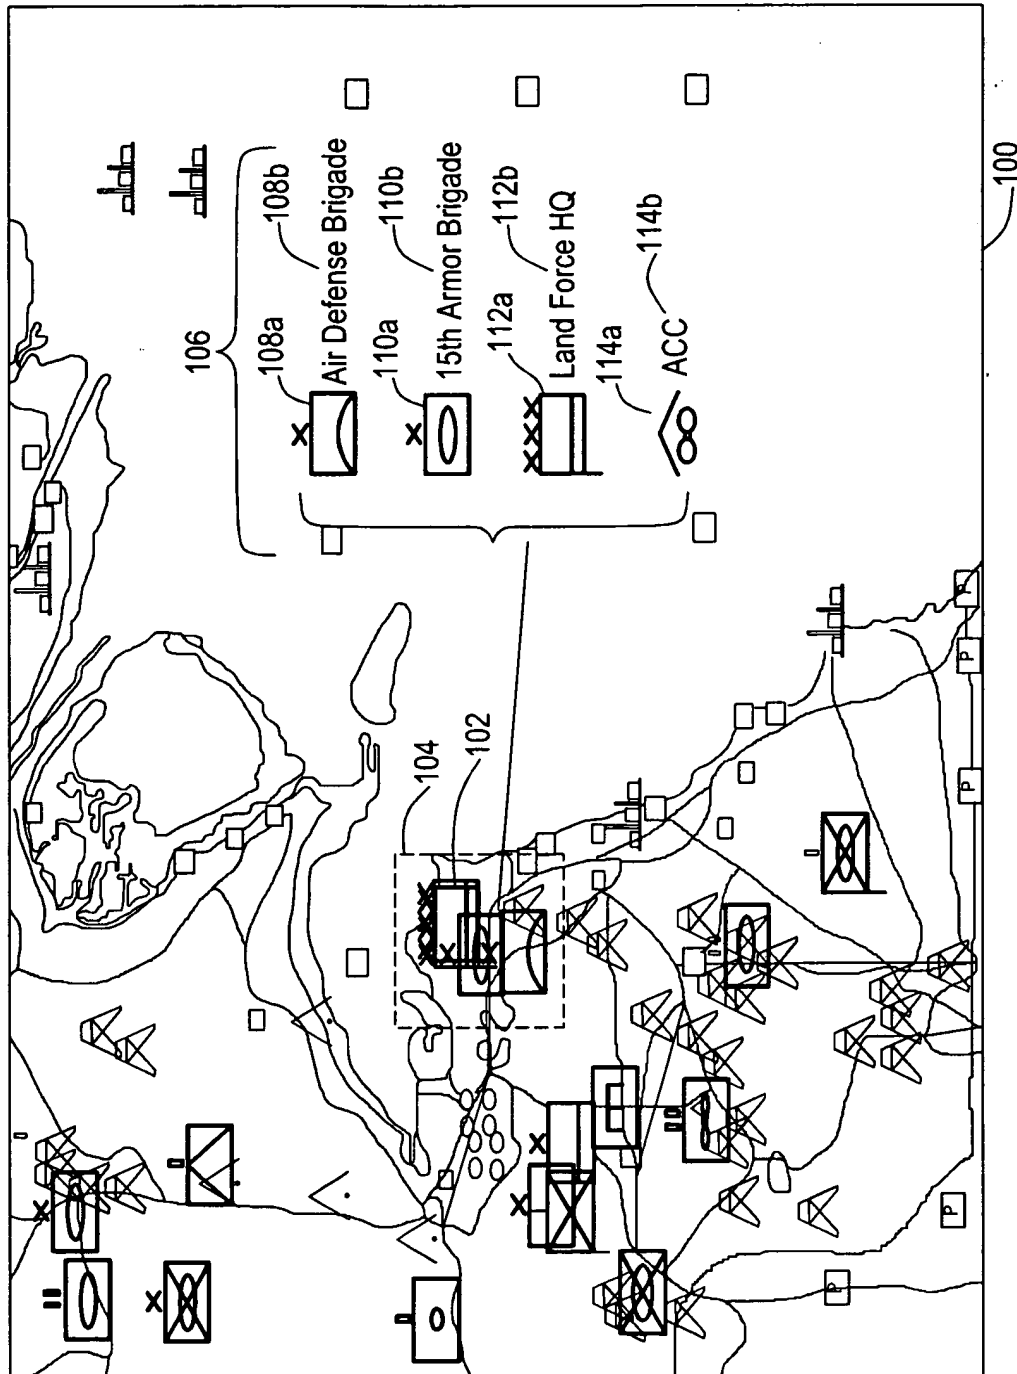 106
108a
108b
Air Defense Brigade
110a
110b
15th Armor Brigade
112a
112b
Land Force HQ
114a
114b
ACC
104
102
100
P
P
P
P
P